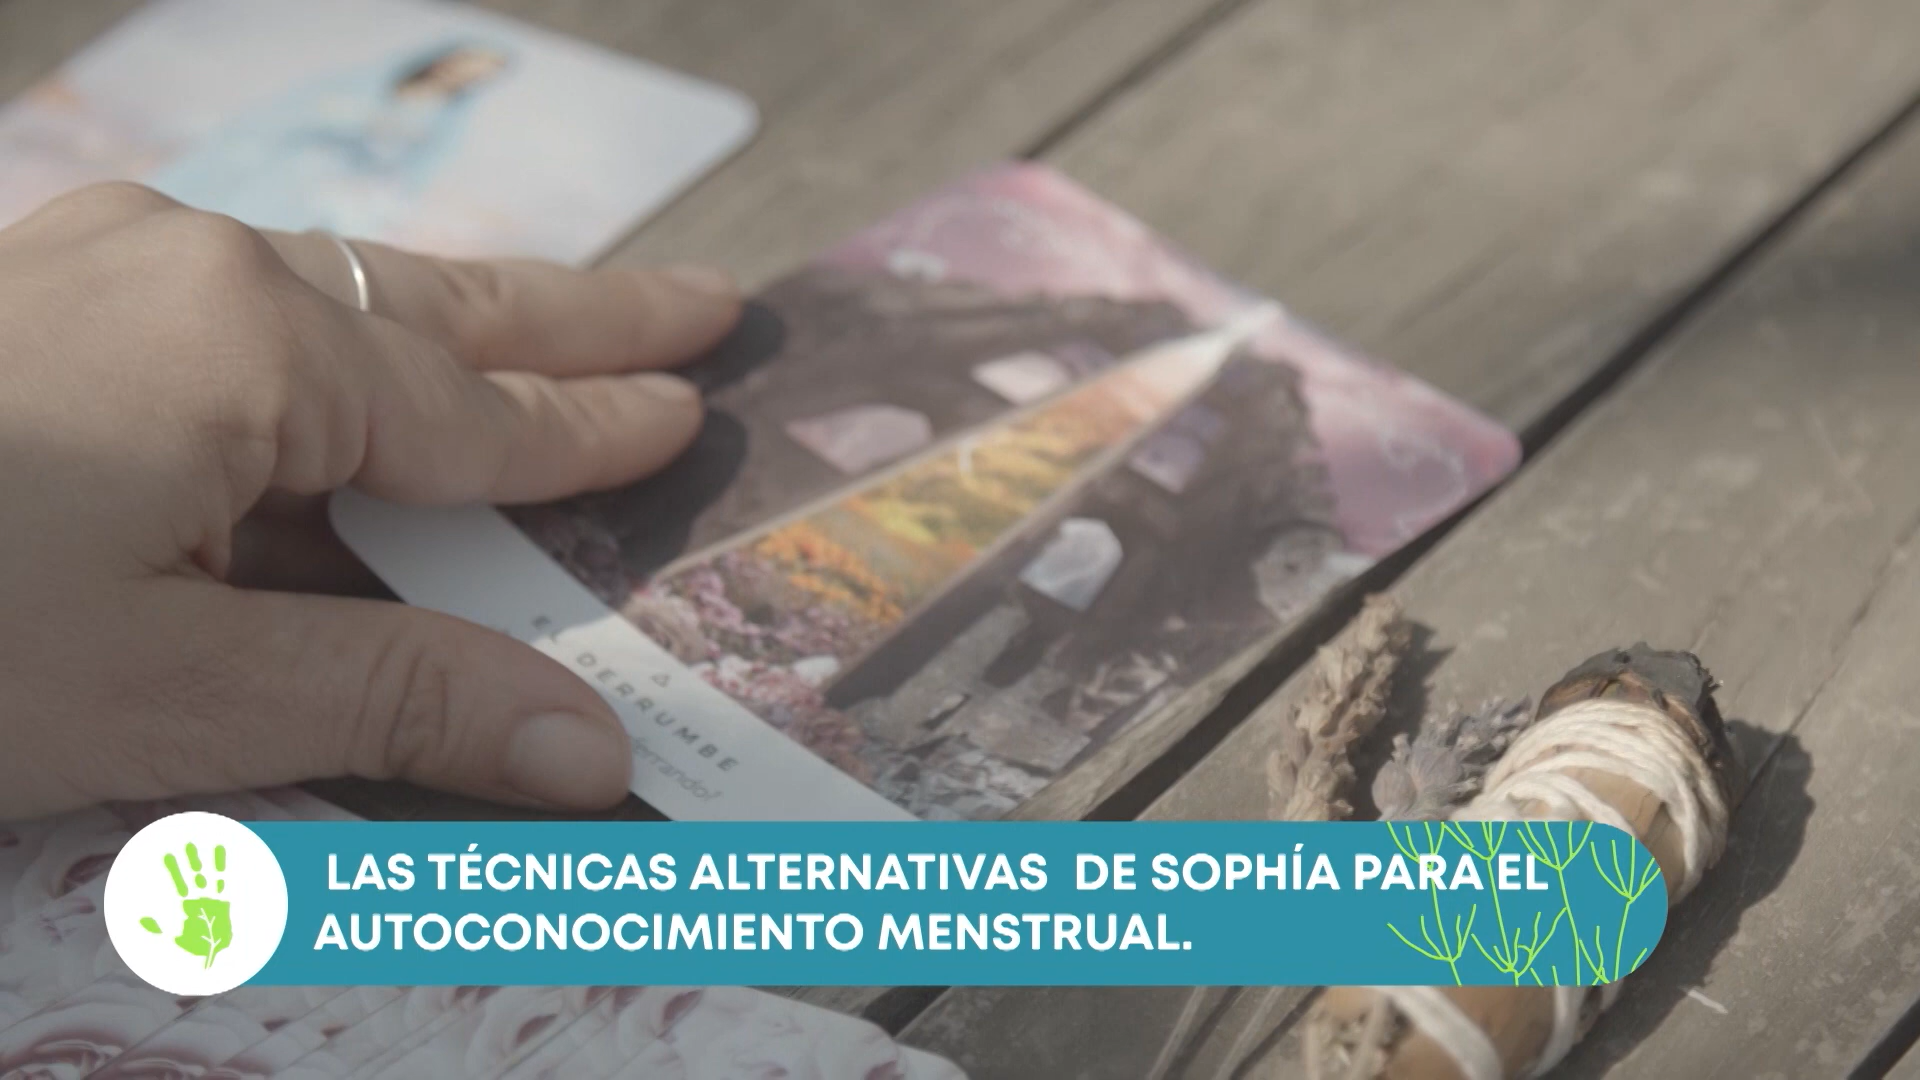 EL DERRUMBE
LAS TÉCNICAS ALTERNATIVAS DE SOPHÍA PARA EL
AUTOCONOCIMIENTO MENSTRUAL.